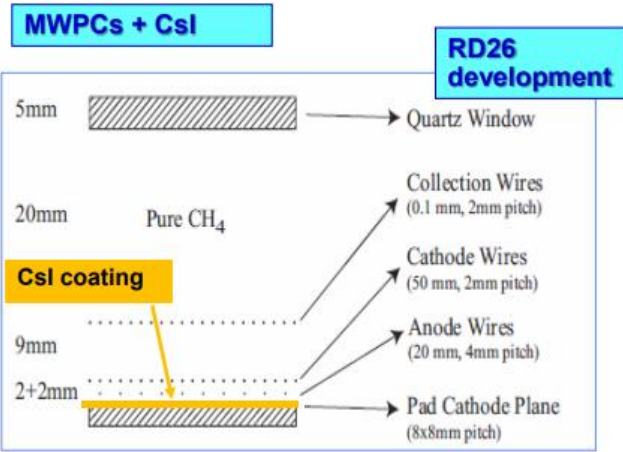 MWPCs + CsI
RD26
development
5mm
Quartz Window
Collection Wires
(0.1 mm, 2mm pitch)
20mm
Pure CH4
Cathode Wires
(50 mm, 2mm pitch)
CsI coating
Anode Wires
(20 mm, 4mm pitch)
9mm
2+2mm
Pad Cathode Plane
(8x8mm pitch)